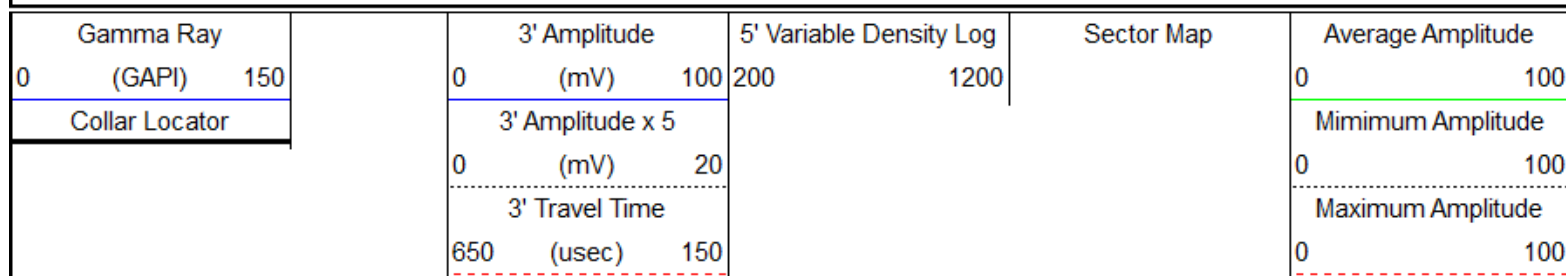 Gamma Ray
0 (GAPI) 150
Collar Locator
3' Amplitude
0 (mV) 100
3' Amplitude x 5
0 (mV) 20
3' Travel Time
650 (usec) 150
5' Variable Density Log
200 1200
Sector Map
Average Amplitude
0 100
Mimimum Amplitude
0 100
Maximum Amplitude
0 100